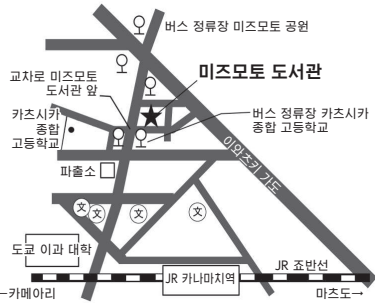 버스 정류장 미즈모토 공원
미즈모토 도서관
교차로 미즈모토
도서관 앞
카츠시카
종합
고등학교
버스 정류장 카츠시카
종합 고등학교
이와츠키 가도
파출소
文
文
文
文
도쿄 이과 대학
JR 카나마치역
JR 죠반선
←카메아리
마츠도→